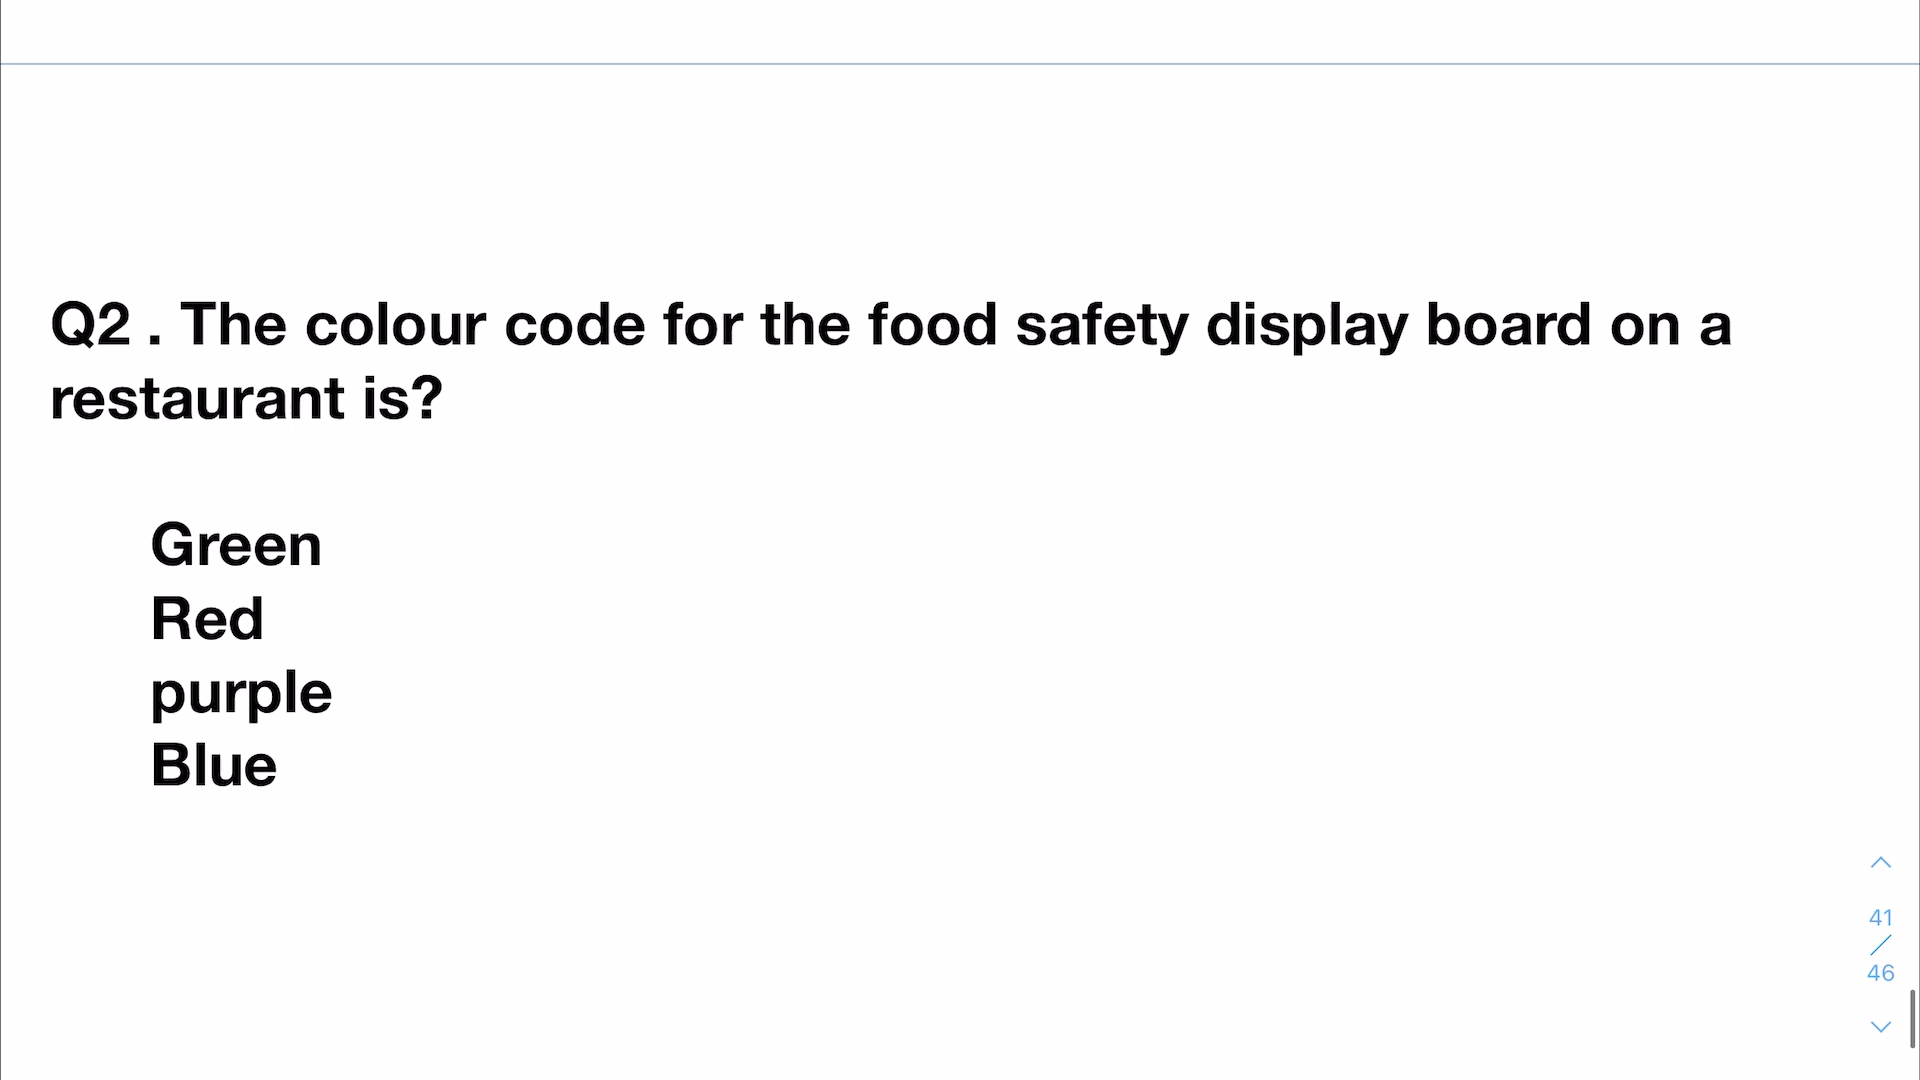 Q2 . The colour code for the food safety display board on a
restaurant is?
Green
Red
purple
Blue
41
/
46